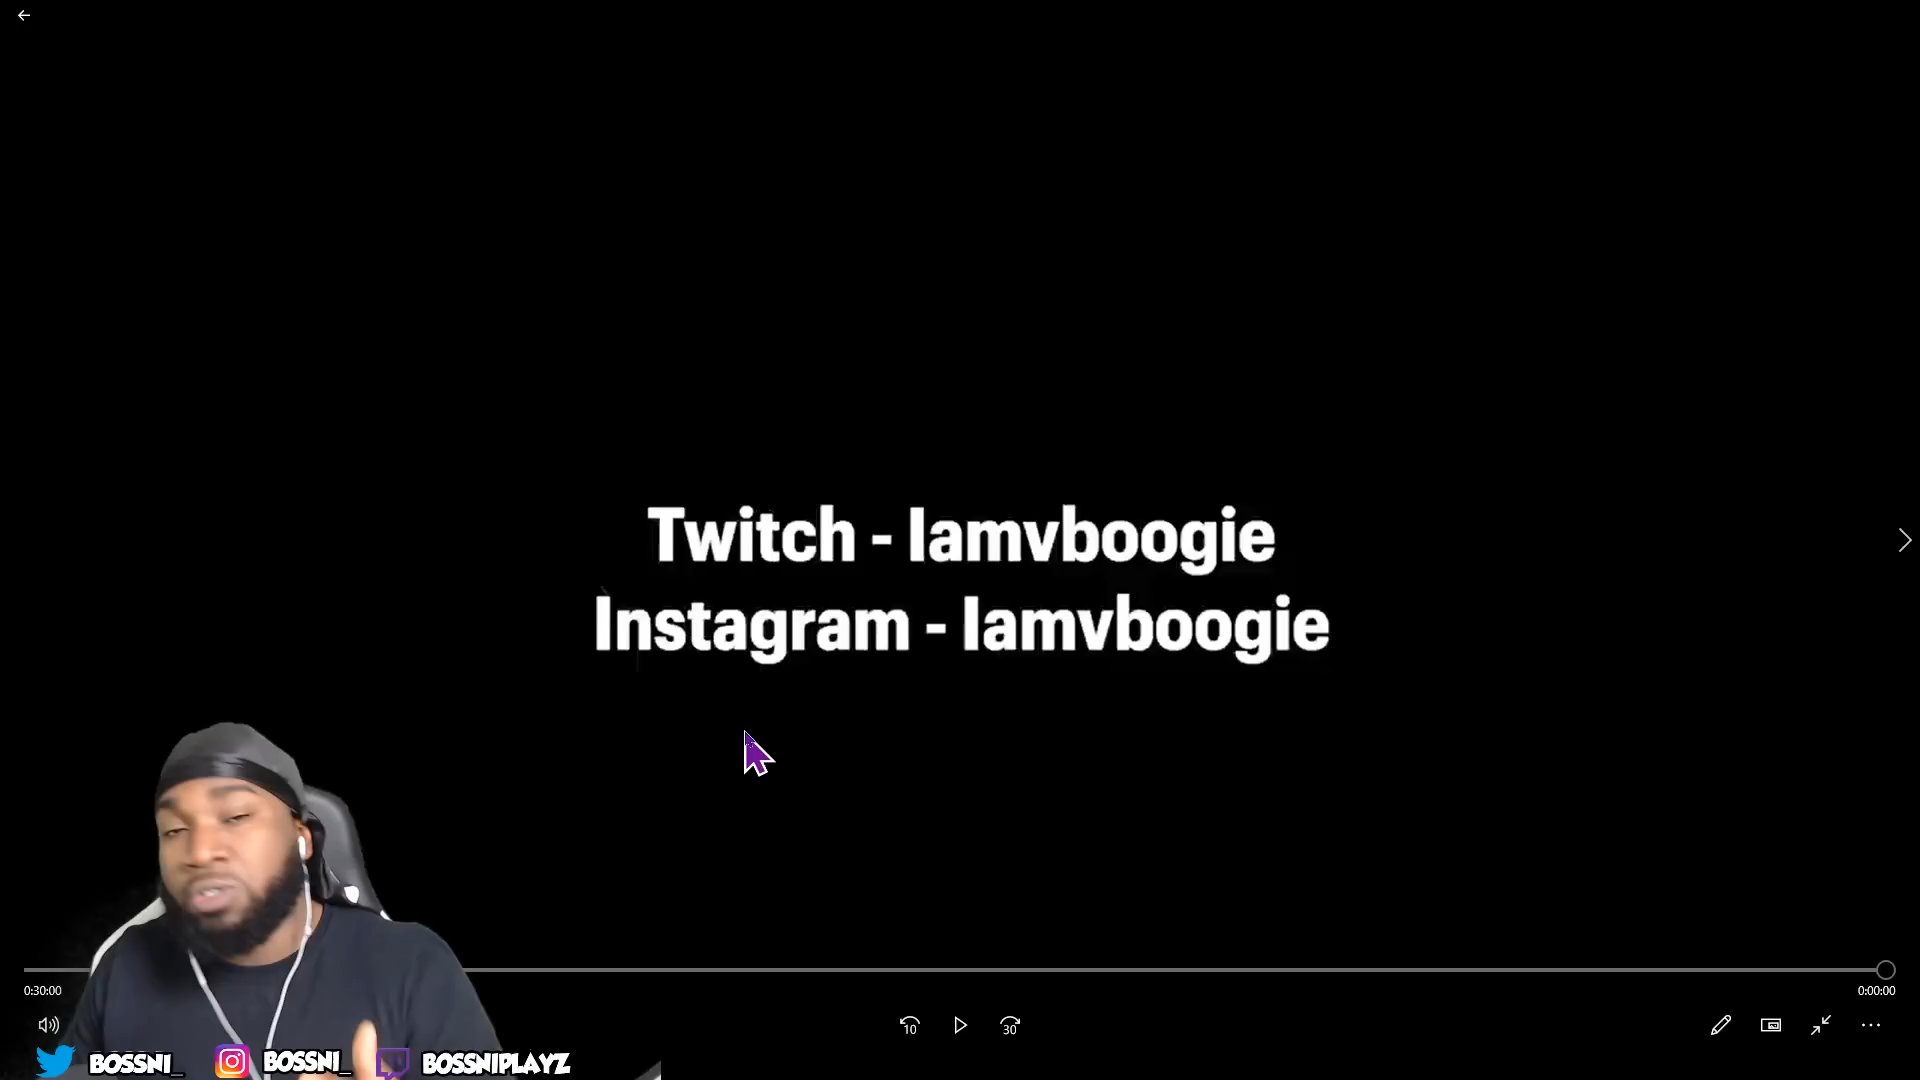 Twitch - Iamvboogie
Instagram - Iamvboogie
0:30:00
0:00:00
10
30
BOSSNI_
BOSSNI_
BOSSNIPLAYZ